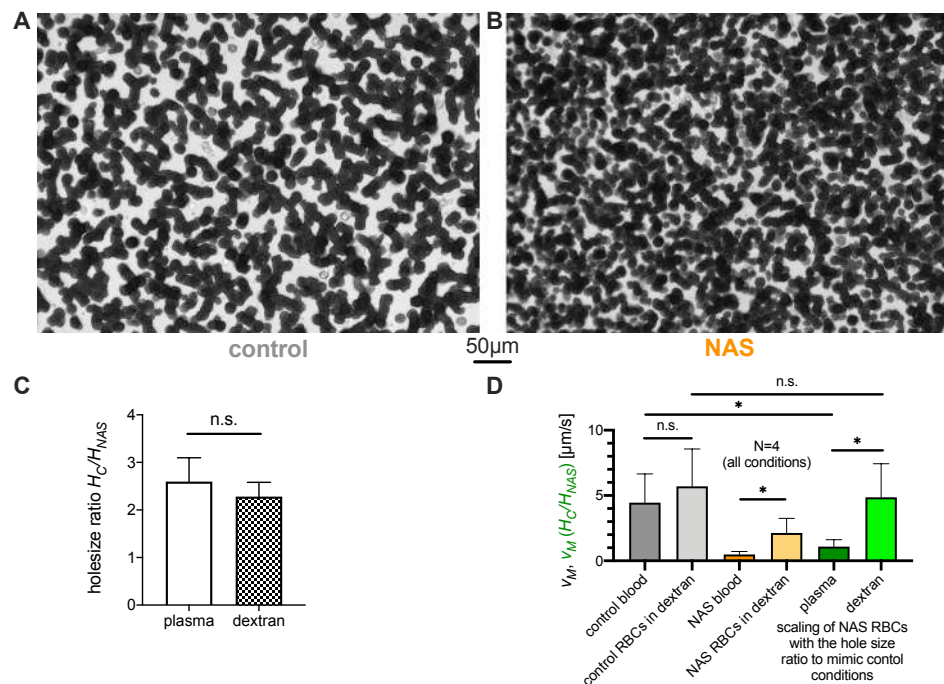 A
B
control
50µm
NAS
C
4
3
2
1
0
holesize ratio H_C/H_NAS
n.s.
plasma
dextran
D
n.s.
*
n.s.
N=4
(all conditions)
*
*
10
5
0
v_M, v_M (H_C/H_NAS) [µm/s]
control blood
control RBCs in dextran
NAS blood
NAS RBCs in dextran
plasma
dextran
scaling of NAS RBCs
with the hole size
ratio to mimic contol
conditions